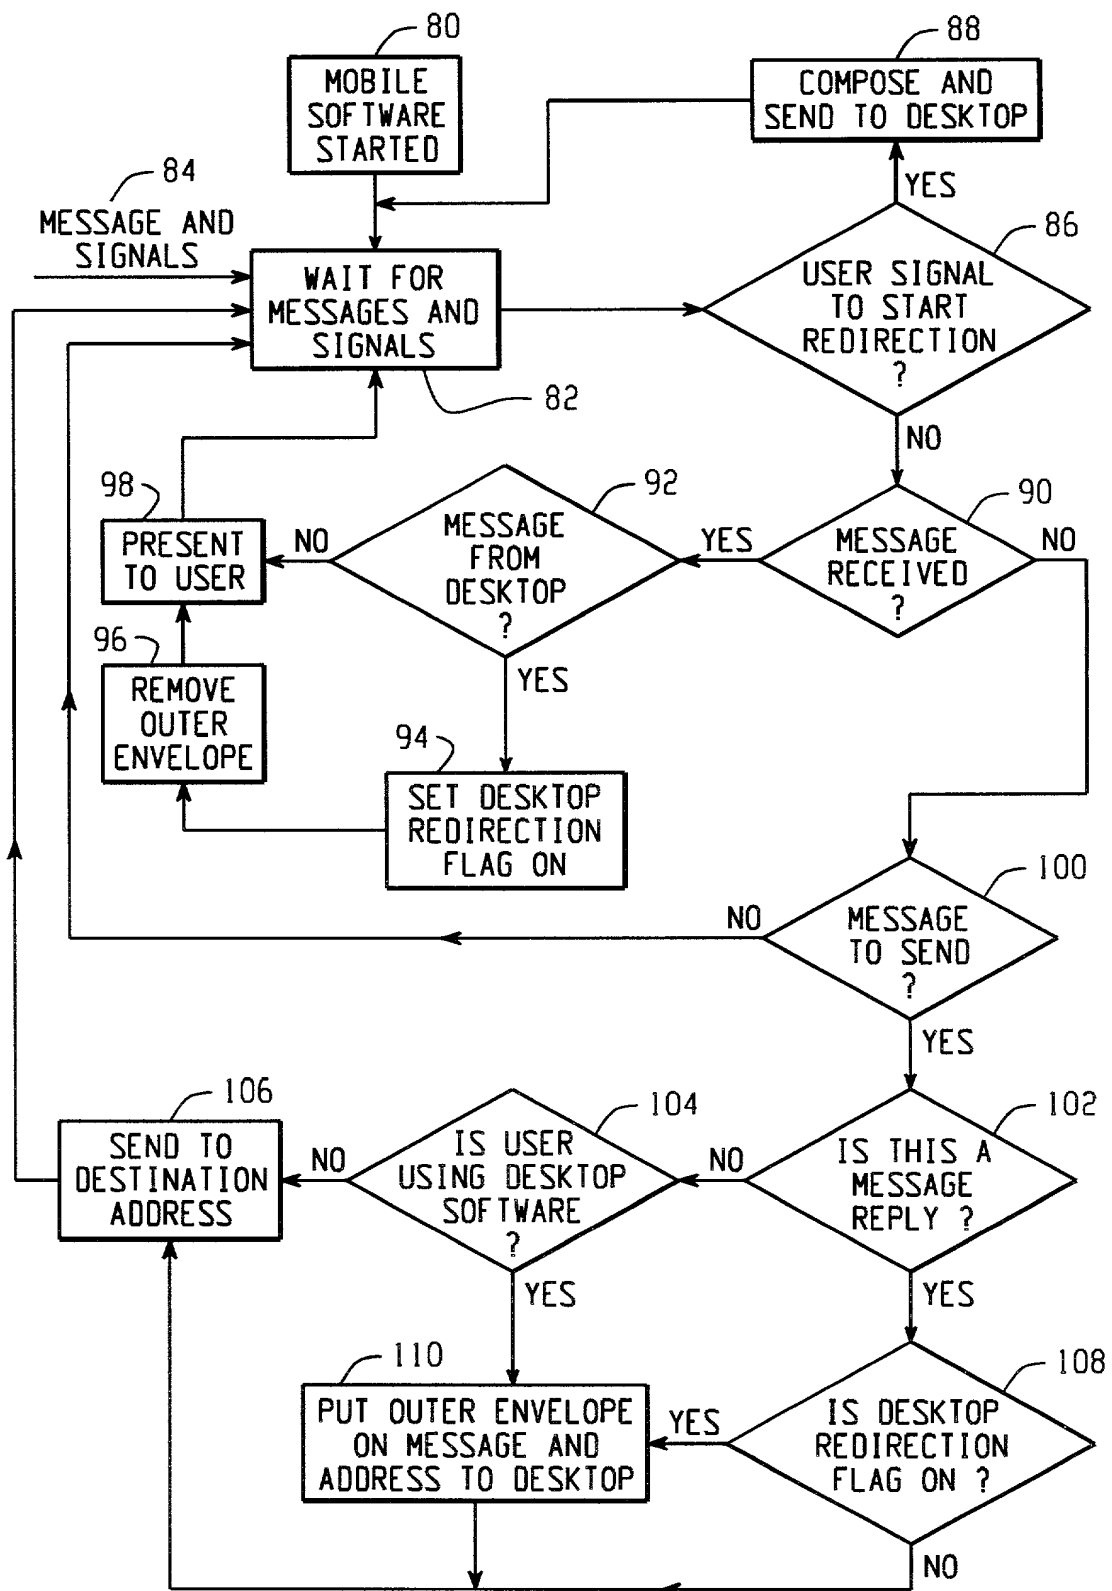 80
MOBILE
SOFTWARE
STARTED
88
COMPOSE AND
SEND TO DESKTOP
YES
84
MESSAGE AND
SIGNALS
86
USER SIGNAL
TO START
REDIRECTION
?
WAIT FOR
MESSAGES AND
SIGNALS
82
NO
98
PRESENT
TO USER
NO
92
MESSAGE
FROM
DESKTOP
?
YES
90
MESSAGE
RECEIVED
?
NO
96
REMOVE
OUTER
ENVELOPE
YES
94
SET DESKTOP
REDIRECTION
FLAG ON
100
MESSAGE
TO SEND
?
NO
YES
106
SEND TO
DESTINATION
ADDRESS
NO
104
IS USER
USING DESKTOP
SOFTWARE
?
NO
102
IS THIS A
MESSAGE
REPLY ?
YES
YES
110
PUT OUTER ENVELOPE
ON MESSAGE AND
ADDRESS TO DESKTOP
YES
108
IS DESKTOP
REDIRECTION
FLAG ON ?
NO